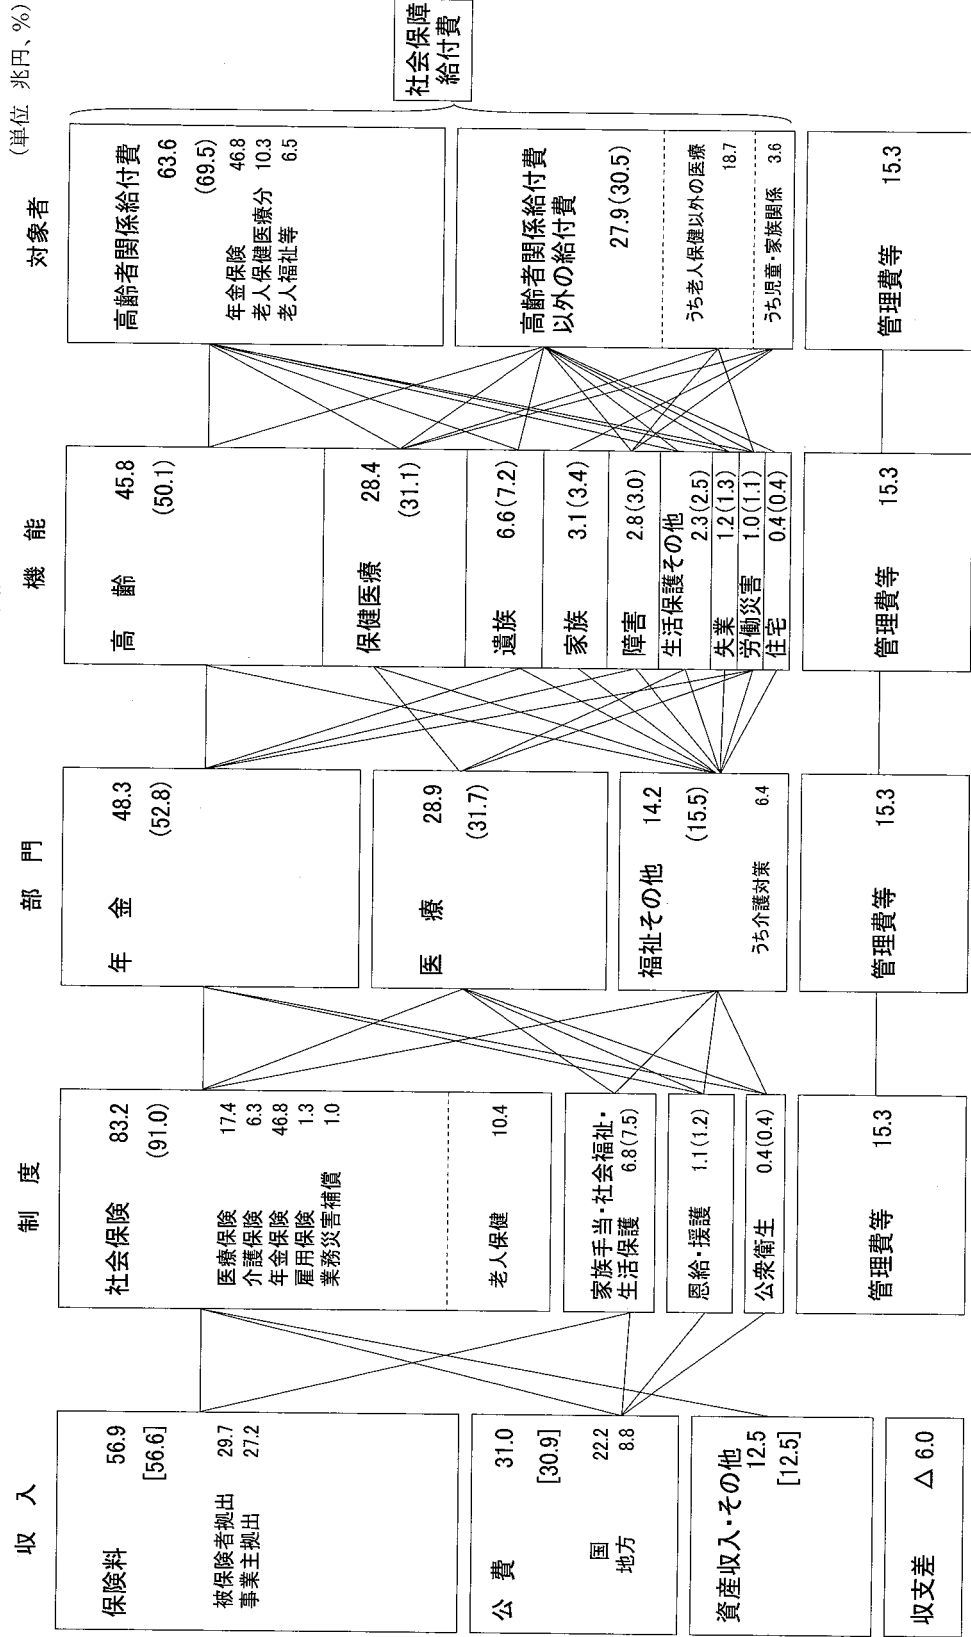 (単位 兆円、%)
収 入
保険料
56.9
[56.6]
被保険者拠出 29.7
事業主拠出 27.2
公 費
31.0
[30.9]
国 22.2
地方 8.8
資産収入・その他
12.5
[12.5]
収支差 △ 6.0
制 度
社会保険
83.2
(91.0)
医療保険 17.4
介護保険 6.3
年金保険 46.8
雇用保険 1.3
業務災害補償 1.0
老人保健 10.4
家族手当・社会福祉・
生活保護 6.8(7.5)
恩給・援護 1.1(1.2)
公衆衛生 0.4(0.4)
管理費等 15.3
部 門
年 金
48.3
(52.8)
医 療
28.9
(31.7)
福祉その他
14.2
(15.5)
うち介護対策 6.4
管理費等 15.3
機 能
高 齢
45.8
(50.1)
保健医療
28.4
(31.1)
遺族 6.6(7.2)
家族 3.1(3.4)
障害 2.8(3.0)
生活保護その他
2.3(2.5)
失業 1.2(1.3)
労働災害 1.0(1.1)
住宅 0.4(0.4)
管理費等 15.3
対象者
高齢者関係給付費
63.6
(69.5)
年金保険 46.8
老人保健医療分 10.3
老人福祉等 6.5
高齢者関係給付費
以外の給付費
27.9(30.5)
うち老人保健以外の医療
18.7
うち児童・家族関係 3.6
管理費等 15.3
社会保障
給付費